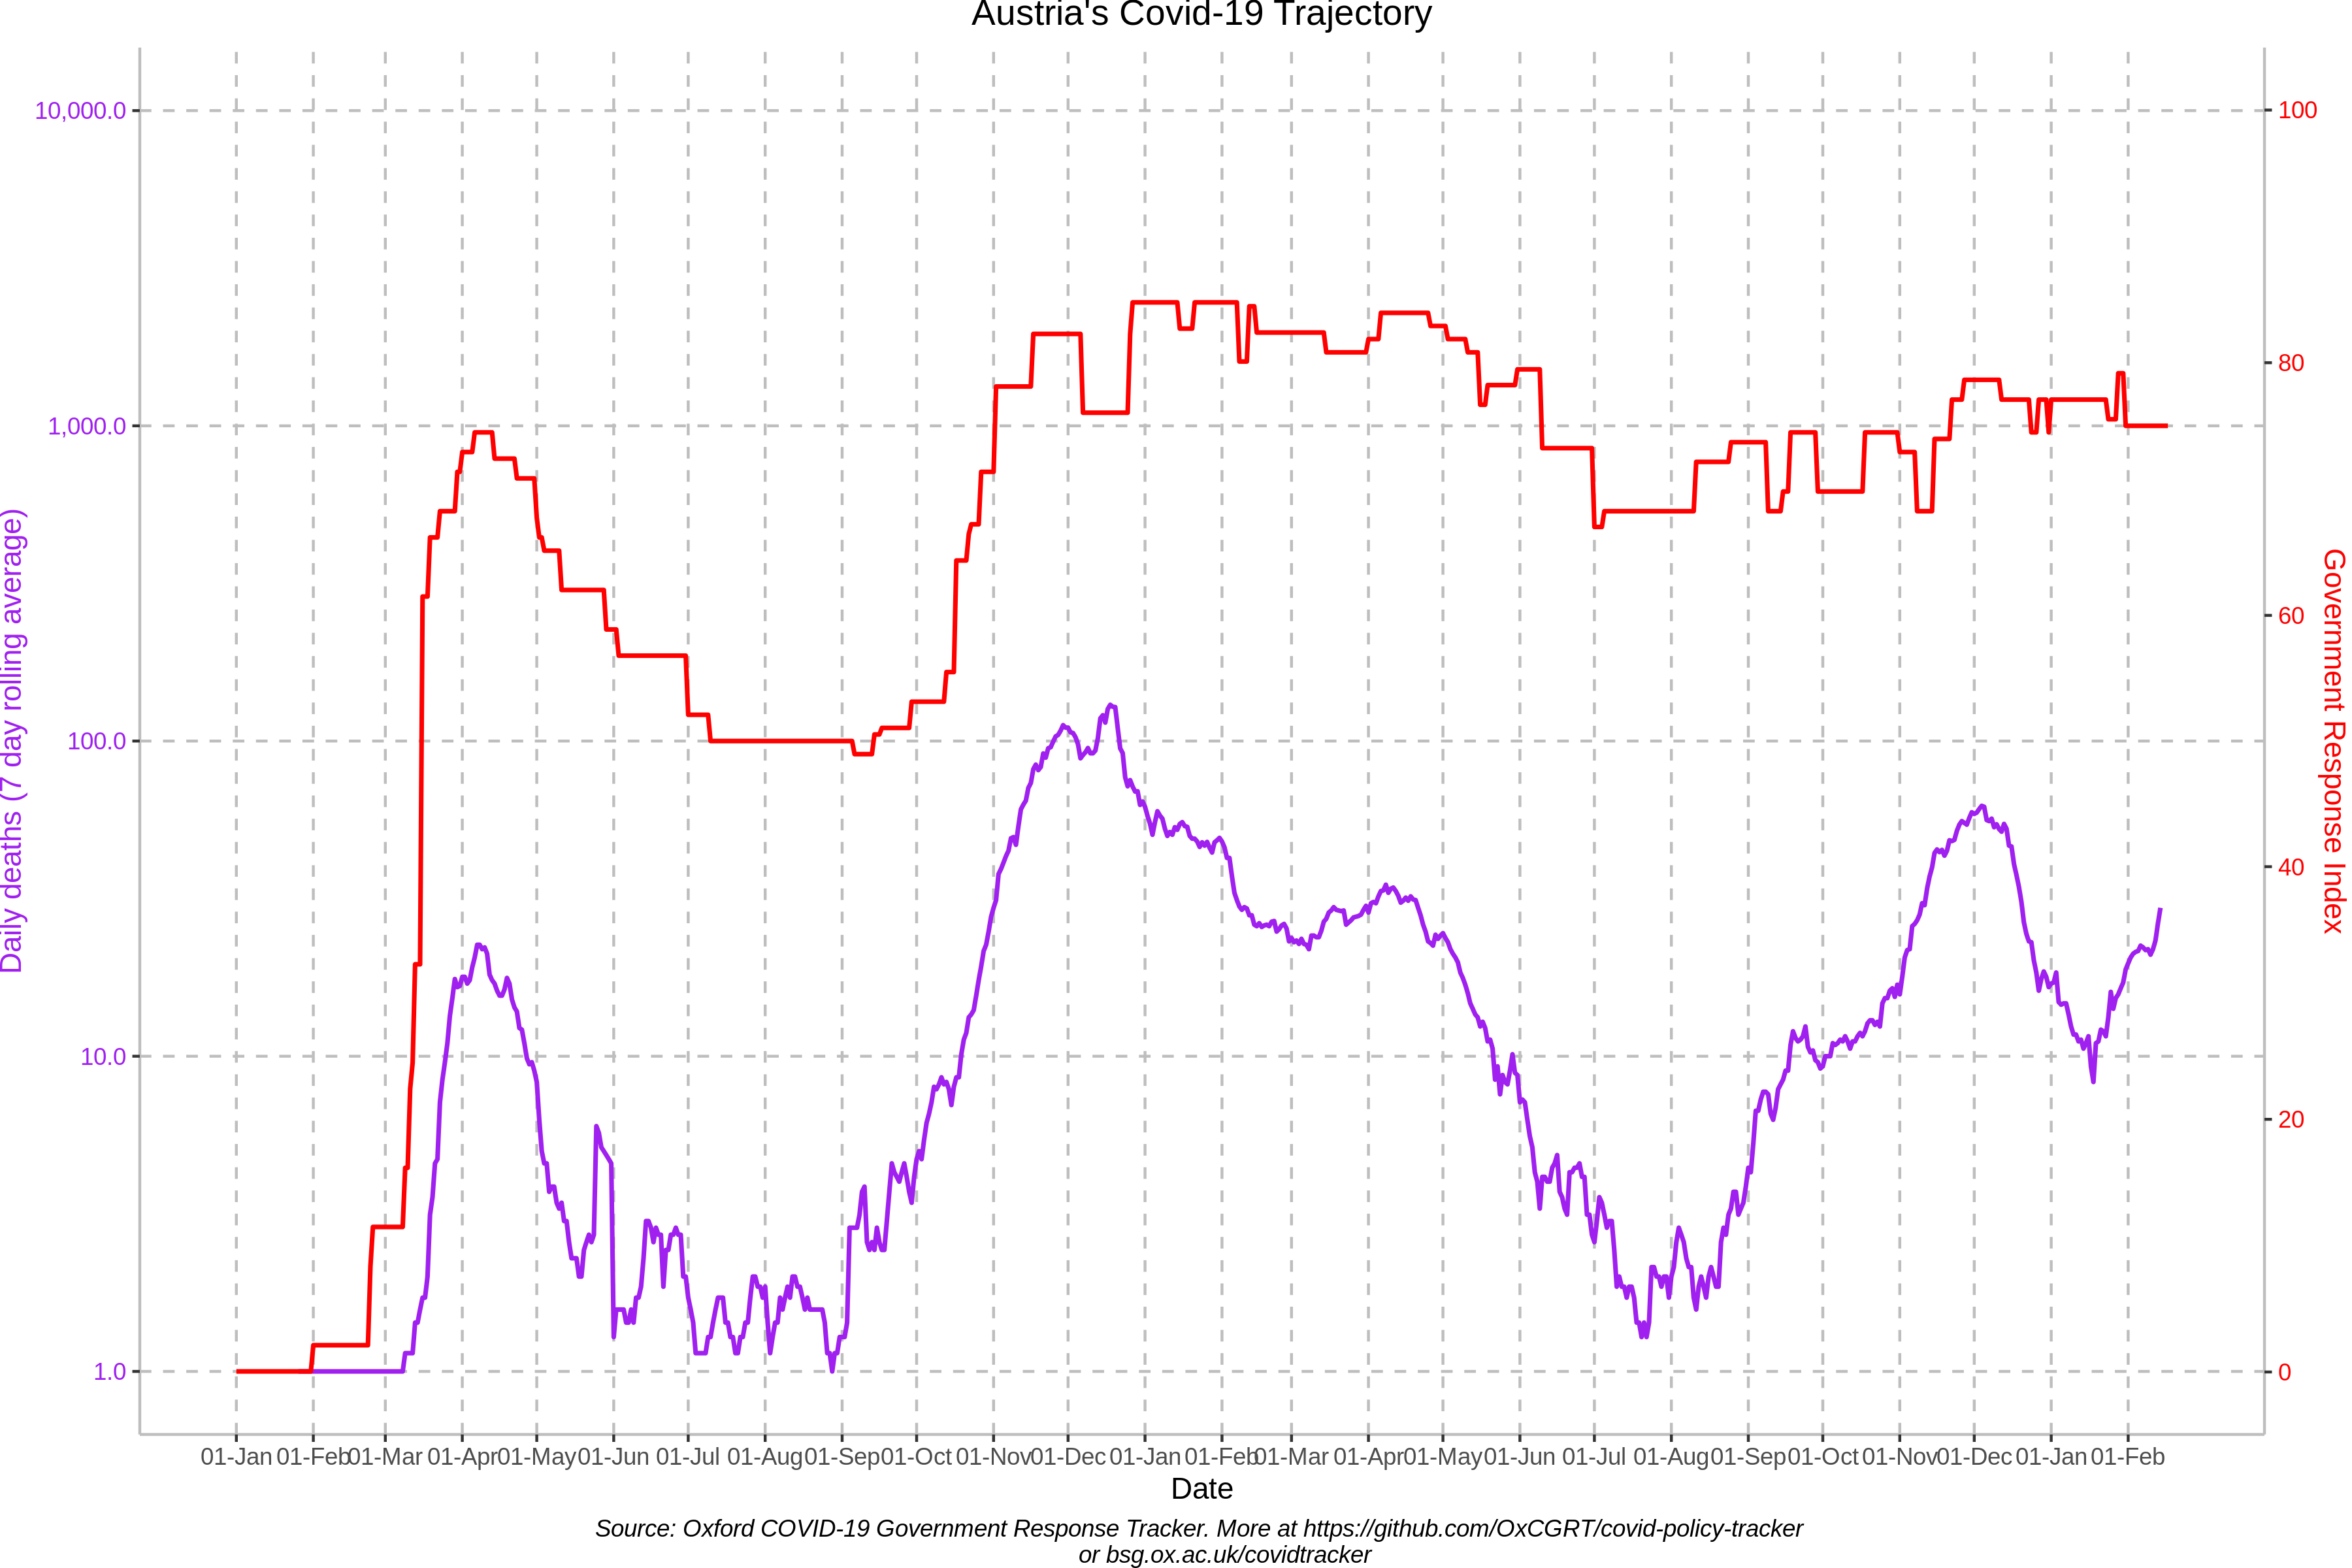 Austria's Covid-19 Trajectory
10,000.0
1,000.0
100.0
10.0
1.0
Daily deaths (7 day rolling average)
100
80
60
40
20
0
Government Response Index
01-Jan 01-Feb 01-Mar 01-Apr 01-May 01-Jun 01-Jul 01-Aug 01-Sep 01-Oct 01-Nov 01-Dec 01-Jan 01-Feb 01-Mar 01-Apr 01-May 01-Jun 01-Jul 01-Aug 01-Sep 01-Oct 01-Nov 01-Dec 01-Jan 01-Feb
Date
Source: Oxford COVID-19 Government Response Tracker. More at https://github.com/OxCGRT/covid-policy-tracker
or bsg.ox.ac.uk/covidtracker